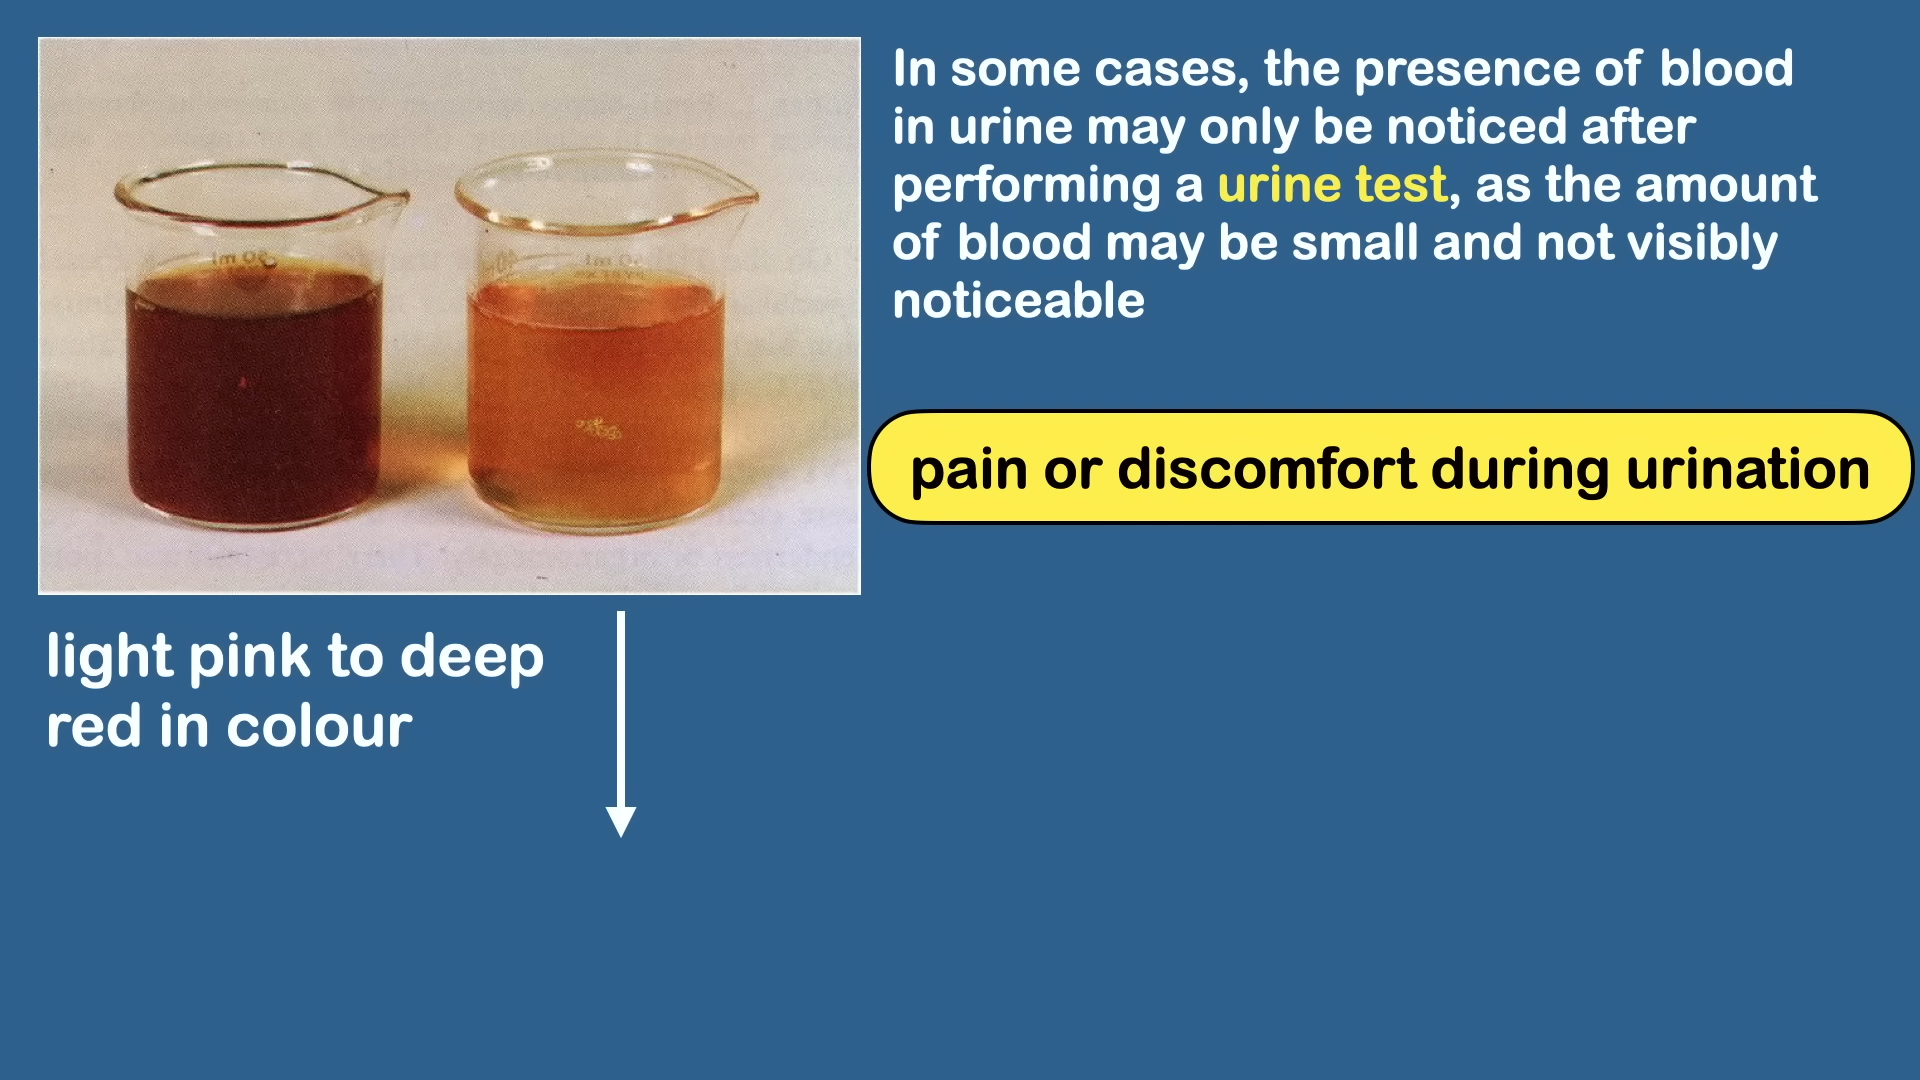 In some cases, the presence of blood
in urine may only be noticed after
performing a urine test, as the amount
of blood may be small and not visibly
noticeable
pain or discomfort during urination
light pink to deep
red in colour